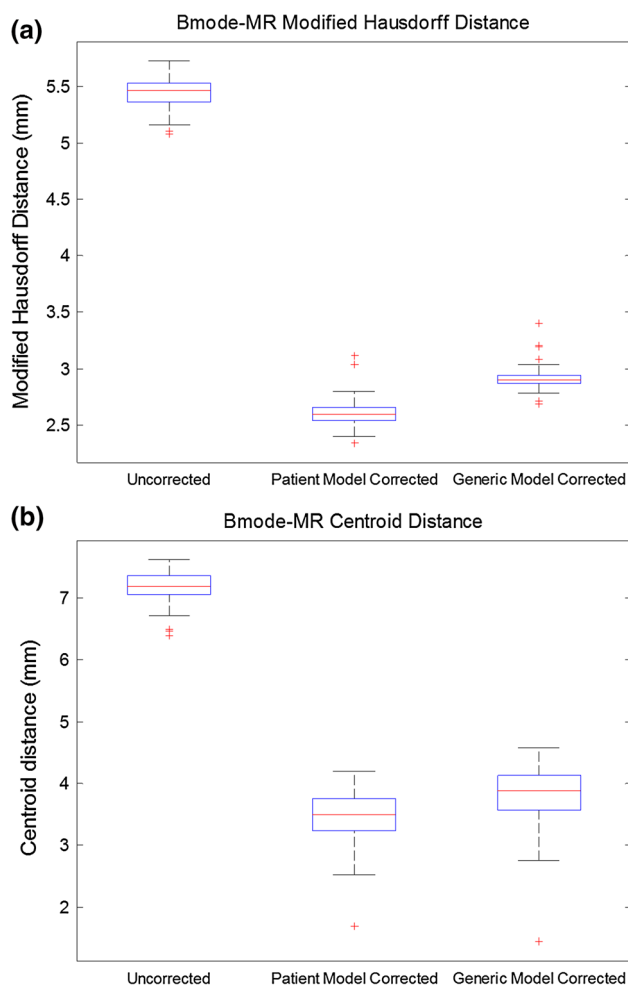 (a)
Bmode-MR Modified Hausdorff Distance
Modified Hausdorff Distance (mm)
5.5
5
4.5
4
3.5
3
2.5
Uncorrected Patient Model Corrected Generic Model Corrected
(b)
Bmode-MR Centroid Distance
Centroid distance (mm)
7
6
5
4
3
2
Uncorrected Patient Model Corrected Generic Model Corrected